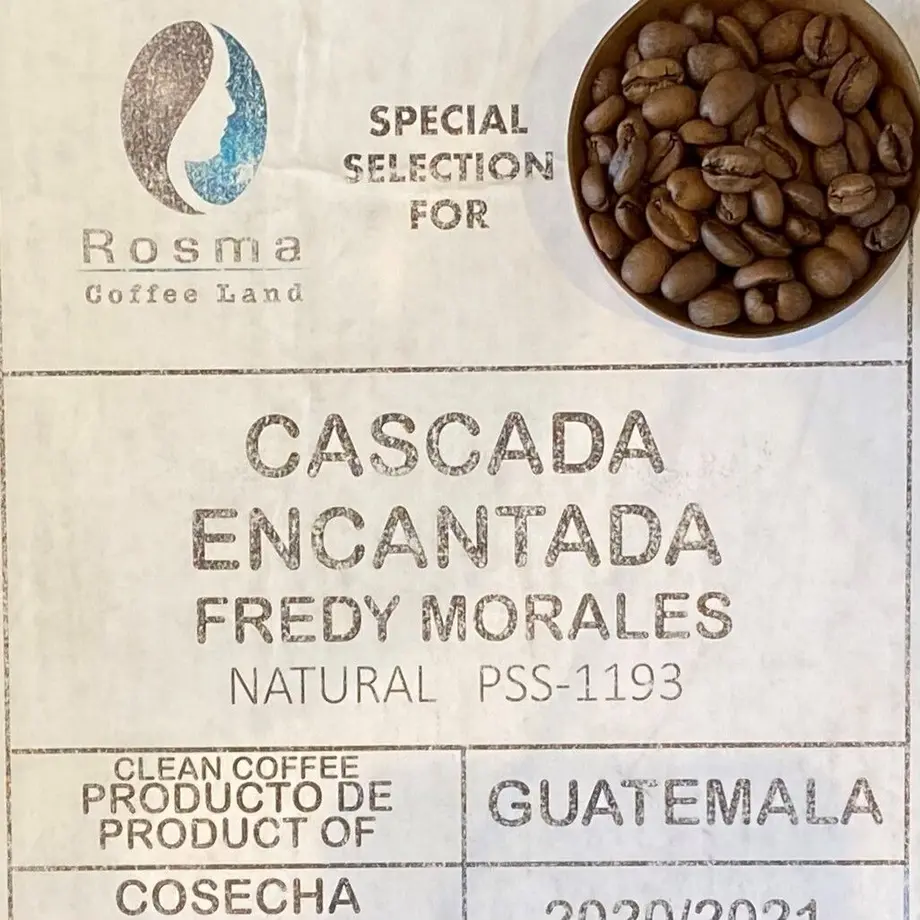 SPECIAL
SELECTION
FOR
Rosma
Coffee Land
CASCADA
ENCANTADA
FREDY MORALES
NATURAL PSS-1193
CLEAN COFFEE
PRODUCTO DE
PRODUCT OF
GUATEMALA
COSECHA
2020/2021